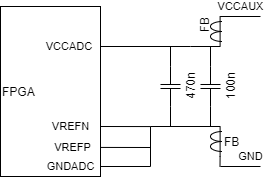 VCCAUX
FB
VCCADC
470n
100n
FPGA
VREFN
FB
VREFP
GND
GNDADC